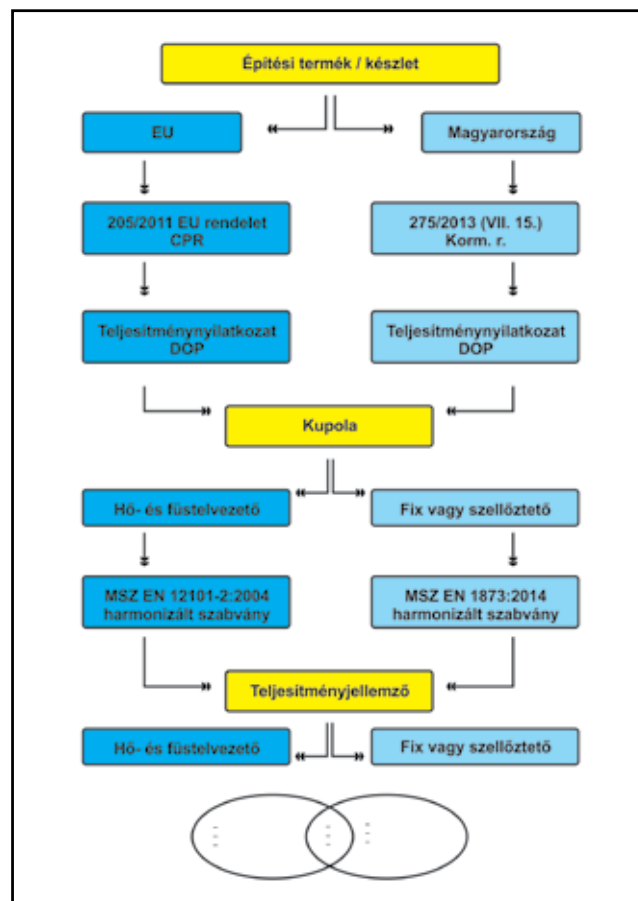 Építési termék / készlet
EU
Magyarország
205/2011 EU rendelet
CPR
275/2013 (VII. 15.)
Korm. r.
Teljesítménynyilatkozat
DOP
Teljesítménynyilatkozat
DOP
Kupola
Hő- és füstelvezető
Fix vagy szellőztető
MSZ EN 12101-2:2004
harmonizált szabvány
MSZ EN 1873:2014
harmonizált szabvány
Teljesítményjellemző
Hő- és füstelvezető
Fix vagy szellőztető